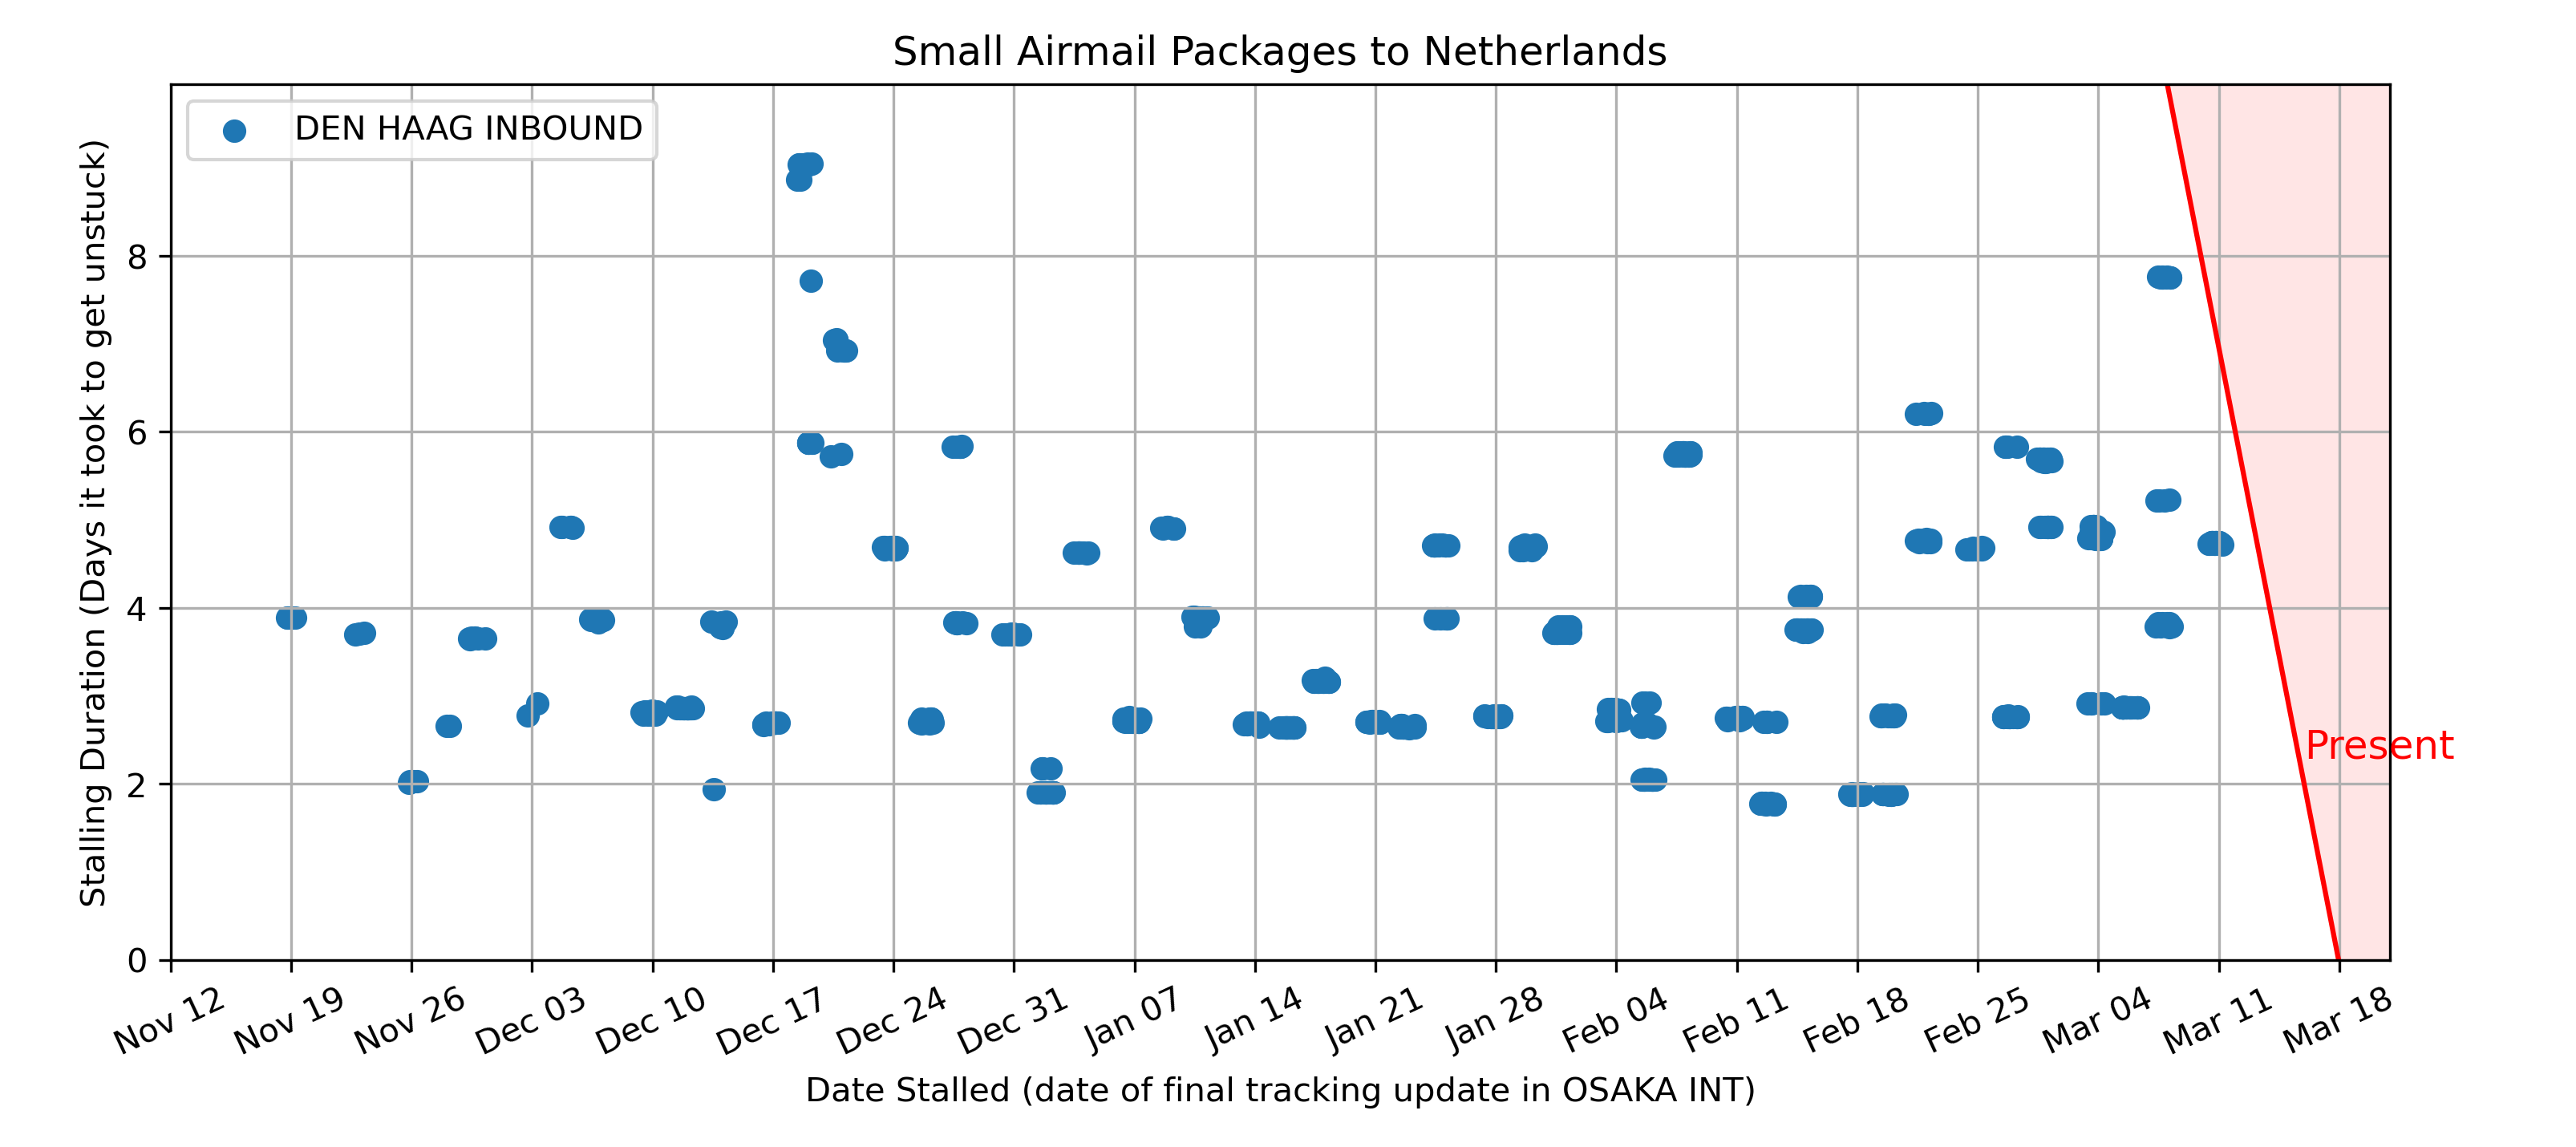 Small Airmail Packages to Netherlands
DEN HAAG INBOUND
Stalling Duration (Days it took to get unstuck)
8
6
4
2
0
Present
Nov 12
Nov 19
Nov 26
Dec 03
Dec 10
Dec 17
Dec 24
Dec 31
Jan 07
Jan 14
Jan 21
Jan 28
Feb 04
Feb 11
Feb 18
Feb 25
Mar 04
Mar 11
Mar 18
Date Stalled (date of final tracking update in OSAKA INT)